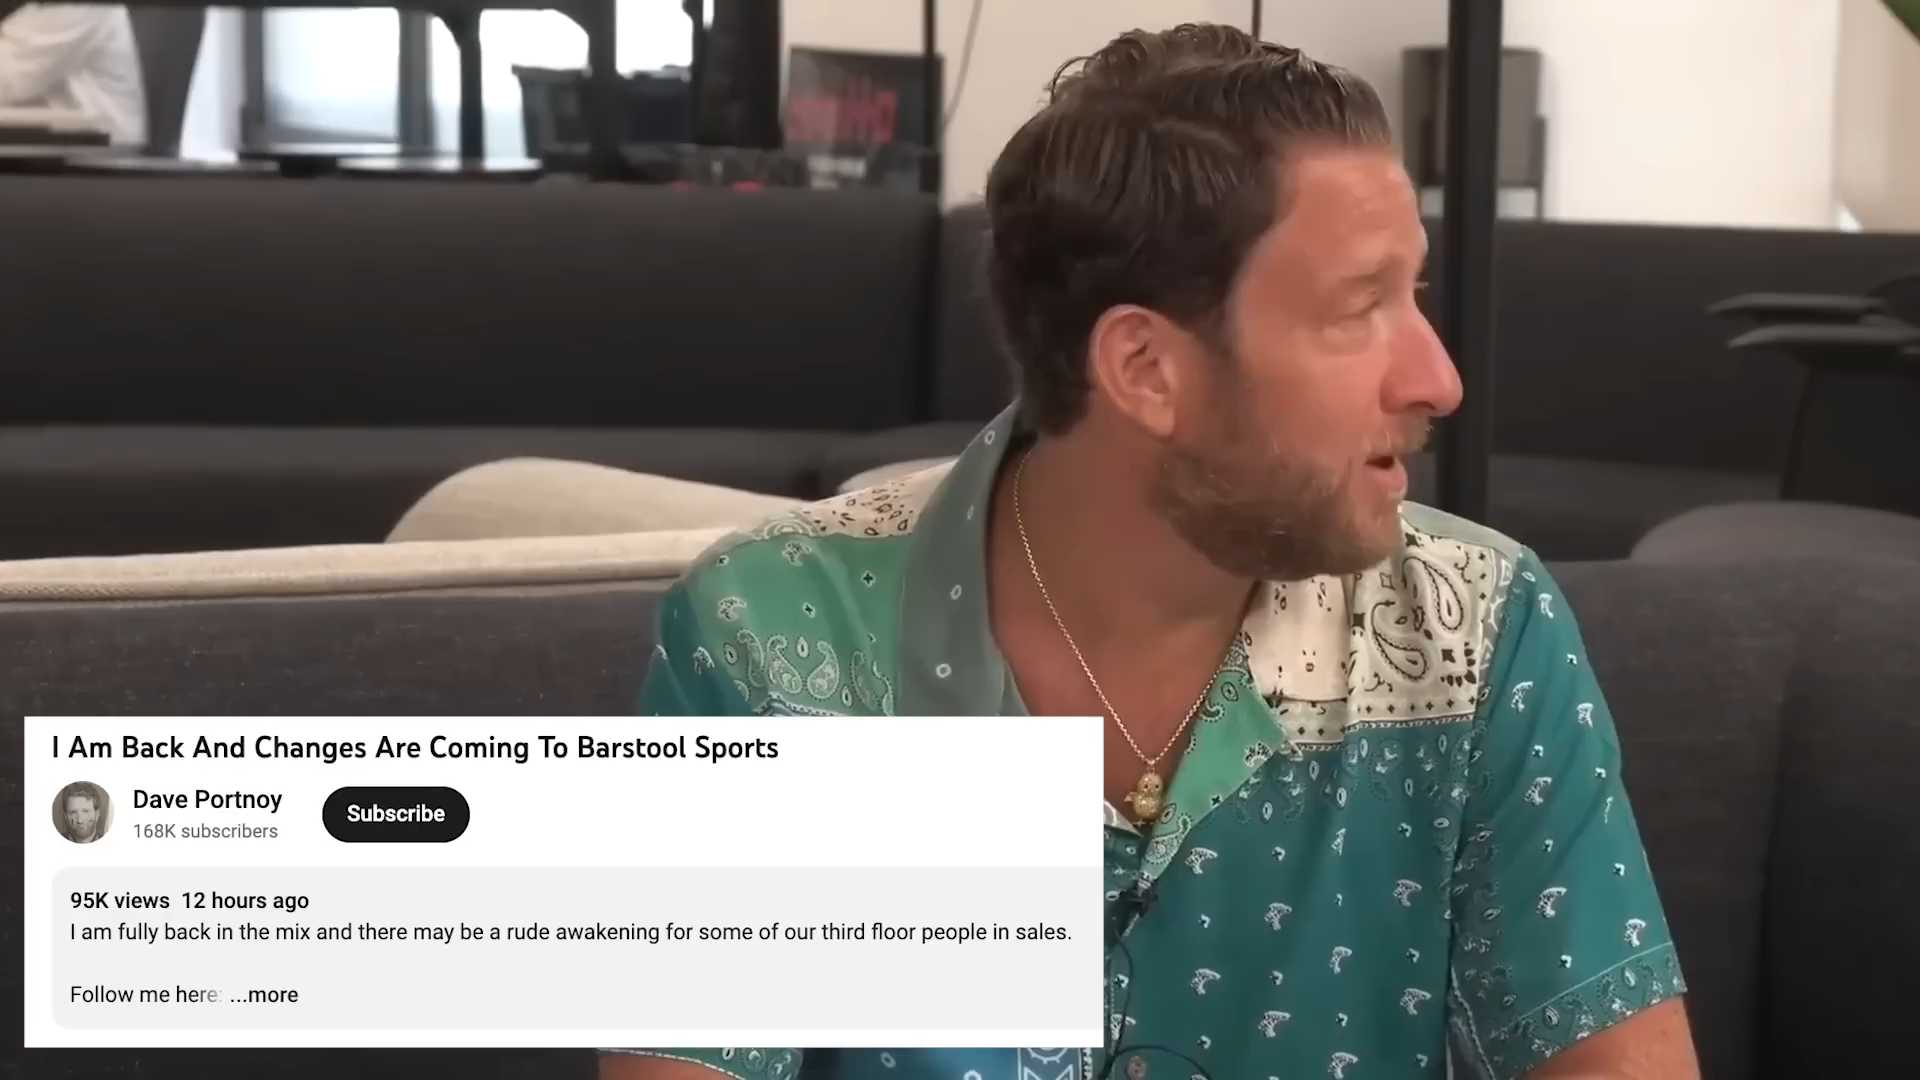 I Am Back And Changes Are Coming To Barstool Sports
Dave Portnoy
168K subscribers
Subscribe
95K views 12 hours ago
I am fully back in the mix and there may be a rude awakening for some of our third floor people in sales.
Follow me here: ...more